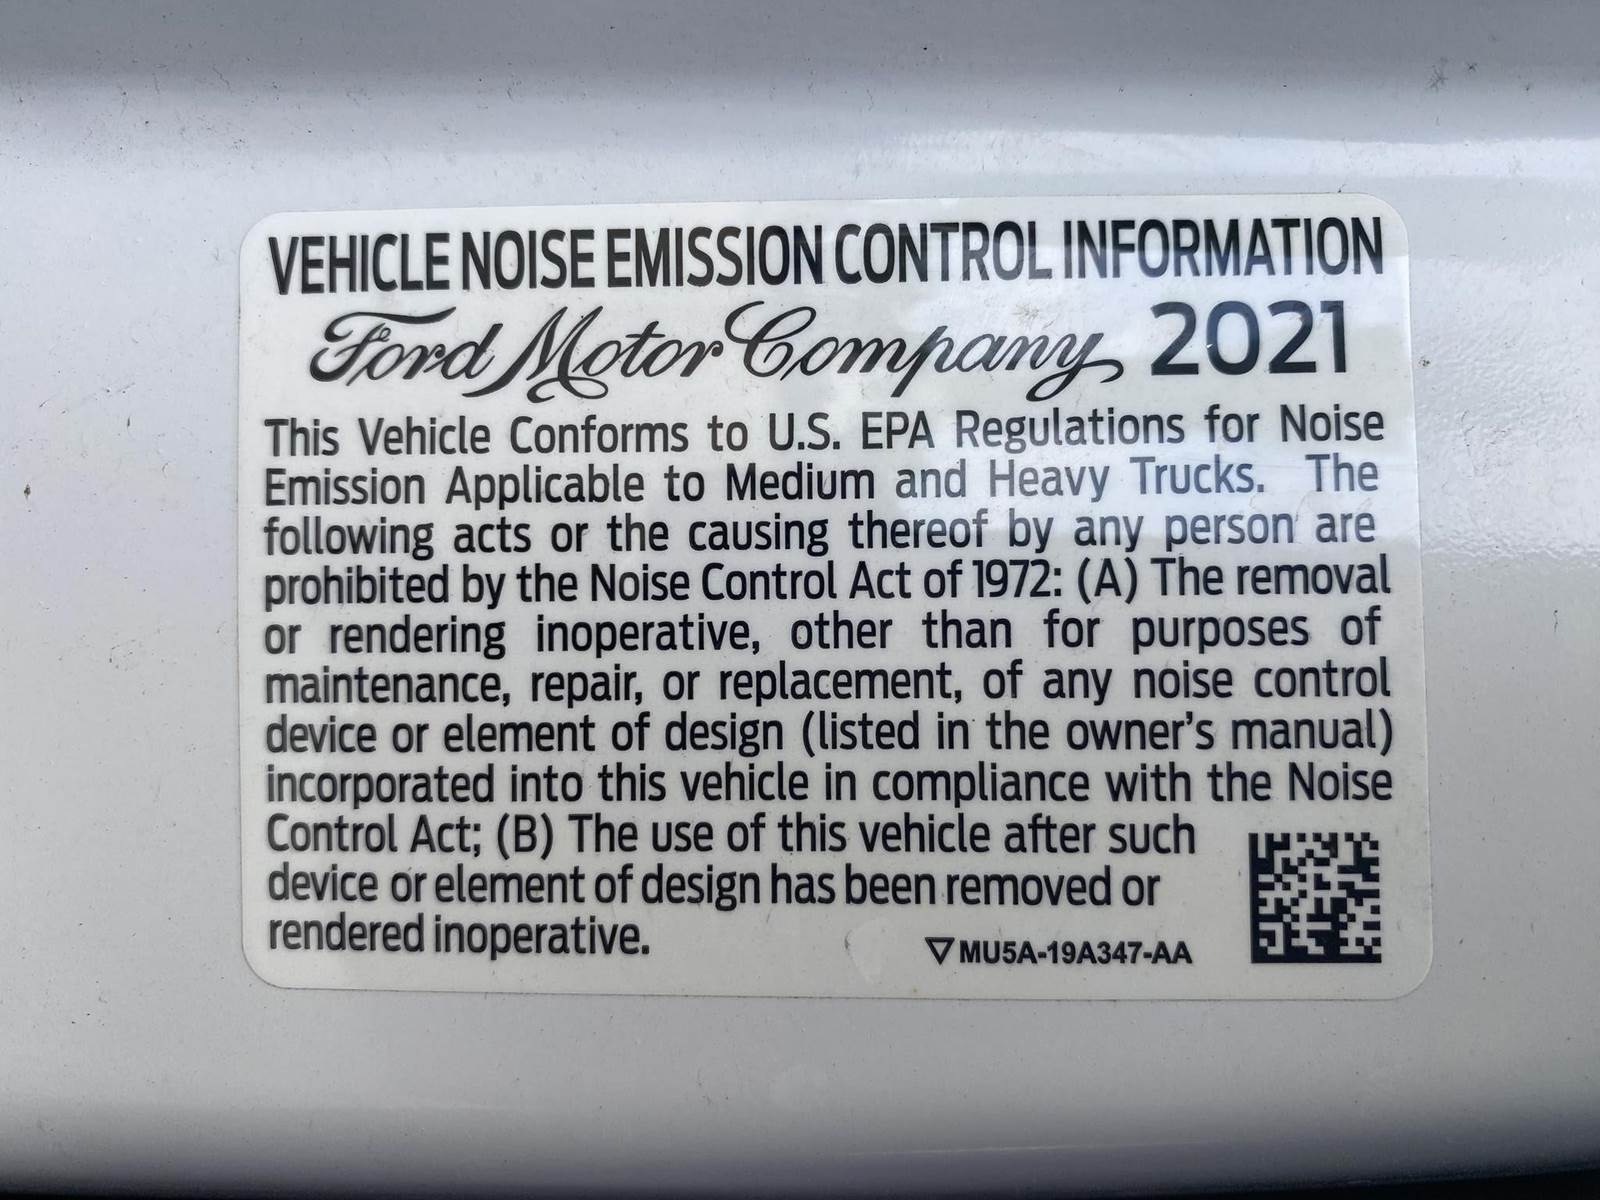 VEHICLE NOISE EMISSION CONTROL INFORMATION
Ford Motor Company 2021
This Vehicle Conforms to U.S. EPA Regulations for Noise
Emission Applicable to Medium and Heavy Trucks. The
following acts or the causing thereof by any person are
prohibited by the Noise Control Act of 1972: (A) The removal
or rendering inoperative, other than for purposes of
maintenance, repair, or replacement, of any noise control
device or element of design (listed in the owner's manual)
incorporated into this vehicle in compliance with the Noise
Control Act; (B) The use of this vehicle after such
device or element of design has been removed or
rendered inoperative.
MU5A-19A347-AA